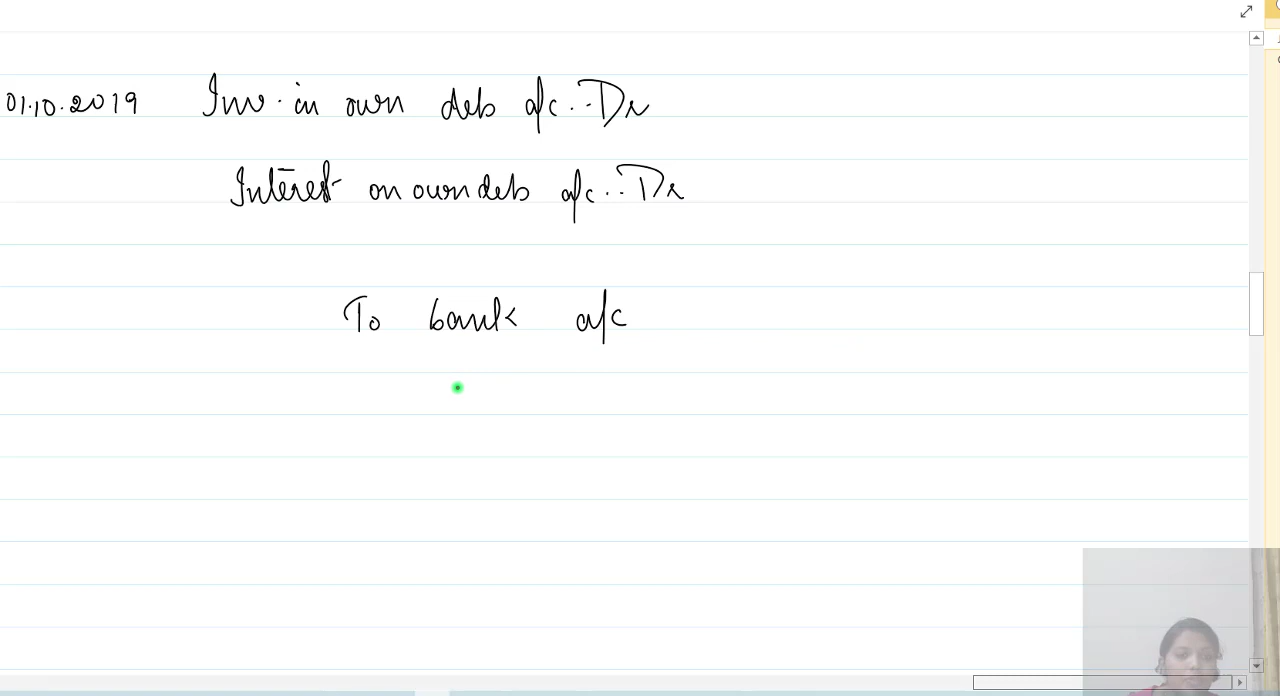 01.10.2019 Inv. in own deb a/c...Dr
Interest on own deb a/c...Dr
To bank a/c